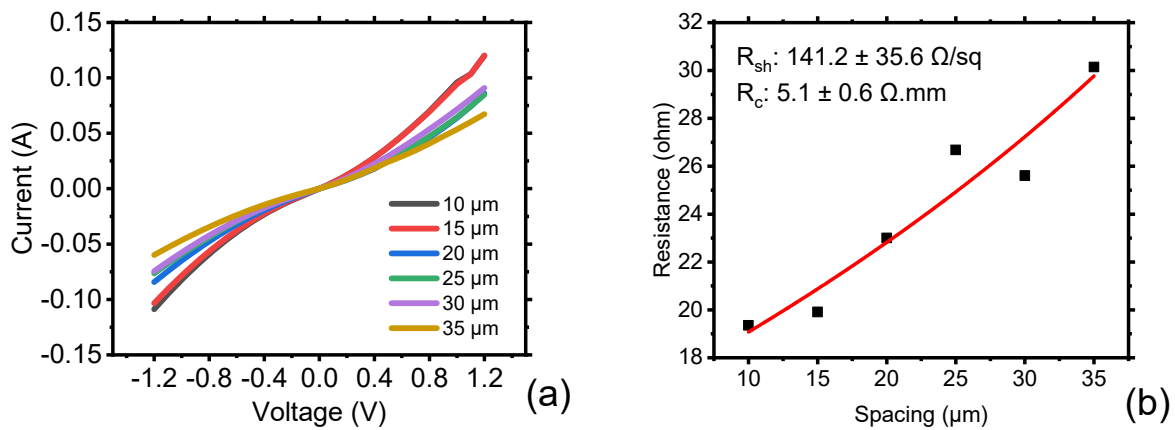 0.15
0.10
0.05
0.00
-0.05
-0.10
-0.15
Current (A)
-1.2 -0.8 -0.4 0.0 0.4 0.8 1.2
Voltage (V)
10 µm
15 µm
20 µm
25 µm
30 µm
35 µm
(a)
32
30
28
26
24
22
20
18
Resistance (ohm)
R_sh: 141.2 ± 35.6 Ω/sq
R_c: 5.1 ± 0.6 Ω.mm
10 15 20 25 30 35
Spacing (µm)
(b)